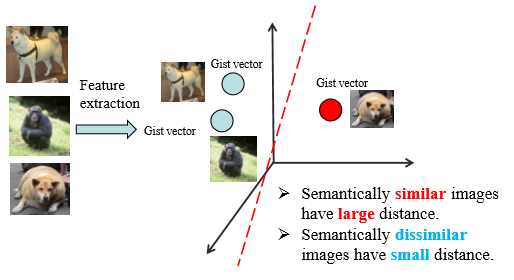 Feature
extraction
Gist vector
Gist vector
Gist vector
➢ Semantically similar images
have large distance.
➢ Semantically dissimilar
images have small distance.